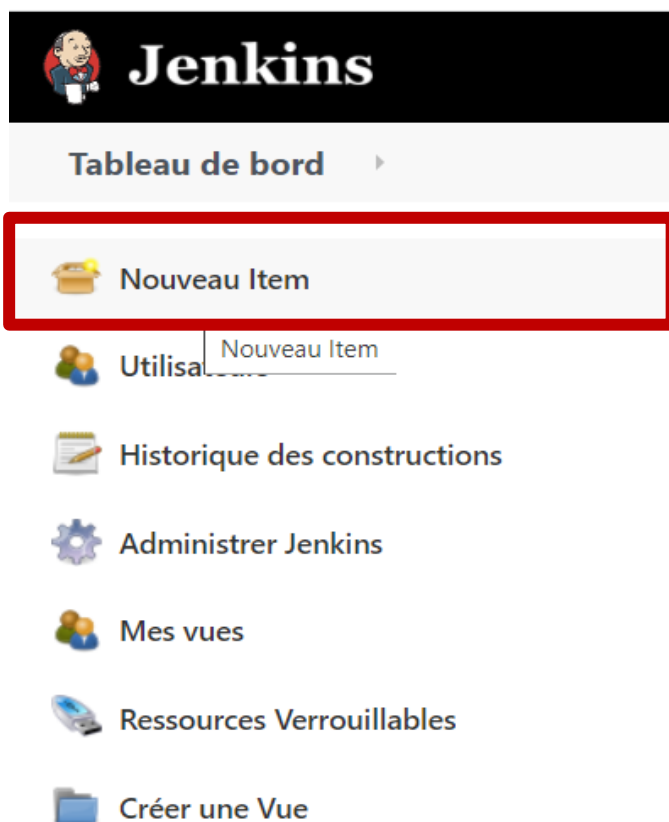 Jenkins
Tableau de bord
Nouveau Item
Nouveau Item
Historique des constructions
Administrer Jenkins
Mes vues
Ressources Verrouillables
Créer une Vue